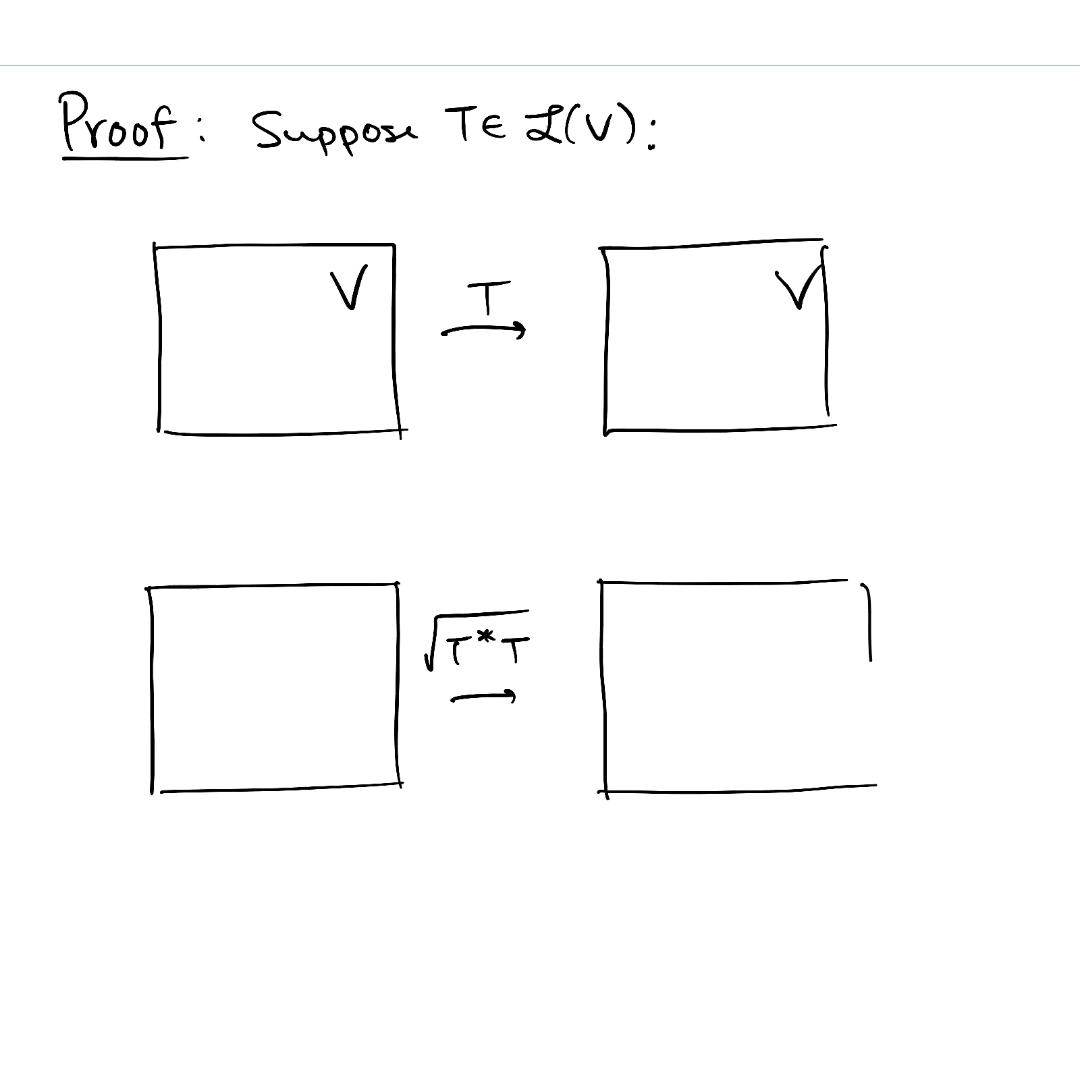 Proof: Suppose T∈ ℒ(V):
V T V
√T*T